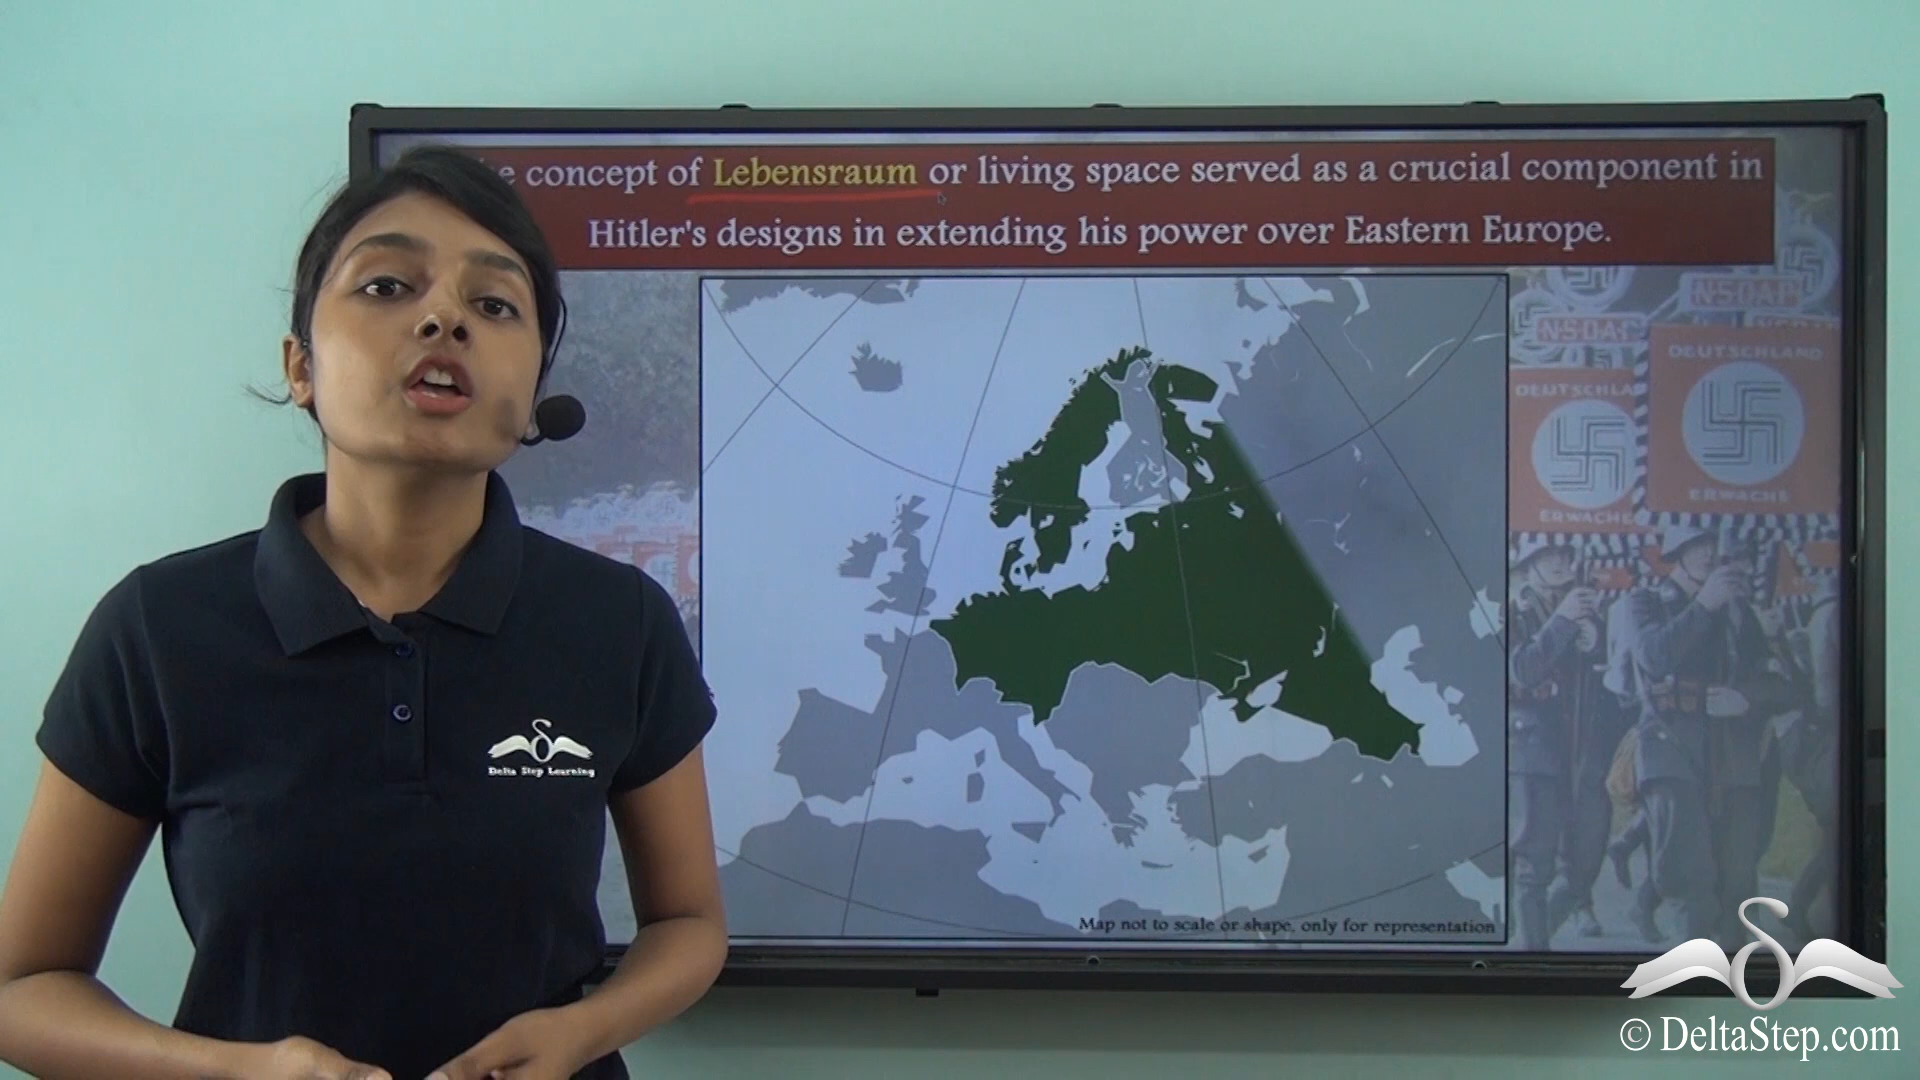 concept of Lebensraum or living space served as a crucial component in
Hitler's designs in extending his power over Eastern Europe.
NSDAP
NSDAP
DEUTSCHLAND
DEUTSCHLA
ERWACHE
ERWACHE
Delta Step Learning
Map not to scale or shape, only for representation
© DeltaStep.com